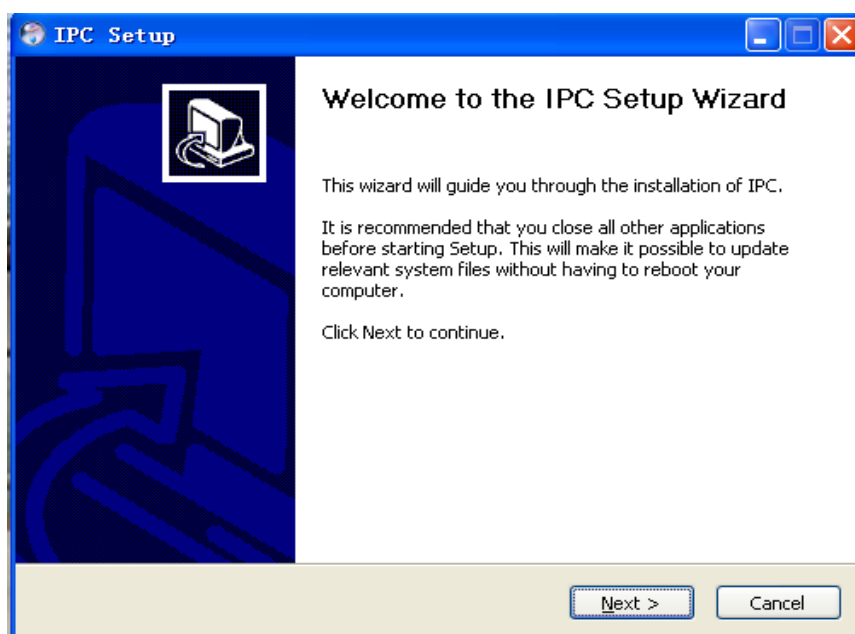 IPC Setup
Welcome to the IPC Setup Wizard
This wizard will guide you through the installation of IPC.
It is recommended that you close all other applications
before starting Setup. This will make it possible to update
relevant system files without having to reboot your
computer.
Click Next to continue.
Next >
Cancel